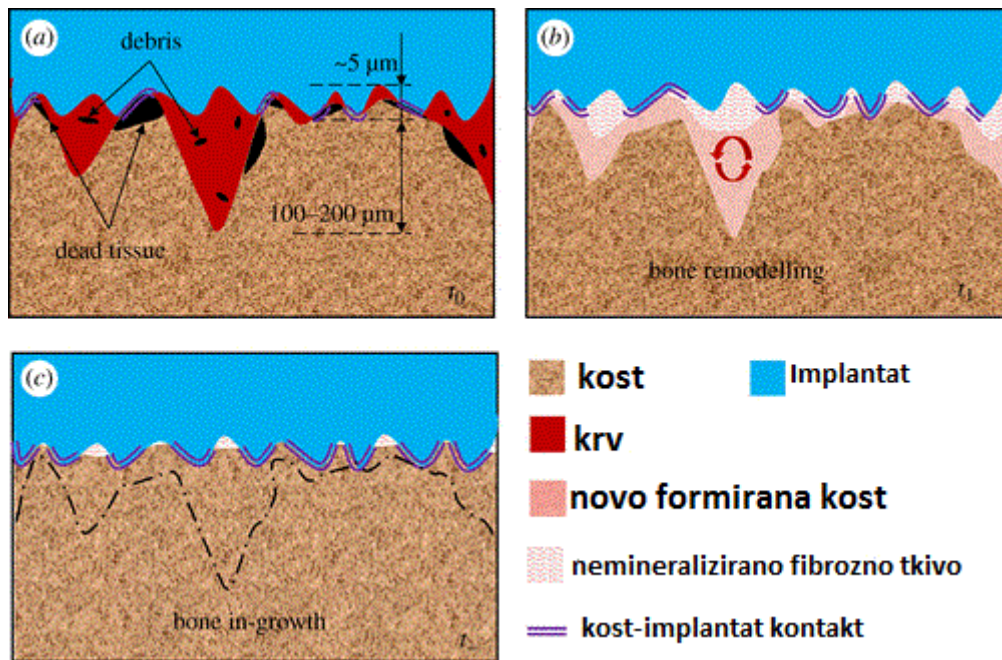 (a)
debris
~5 µm
100–200 µm
dead tissue
t0
(b)
bone remodelling
t1
(c)
bone in-growth
kost
Implantat
krv
novo formirana kost
nemineralizirano fibrozno tkivo
kost-implantat kontakt